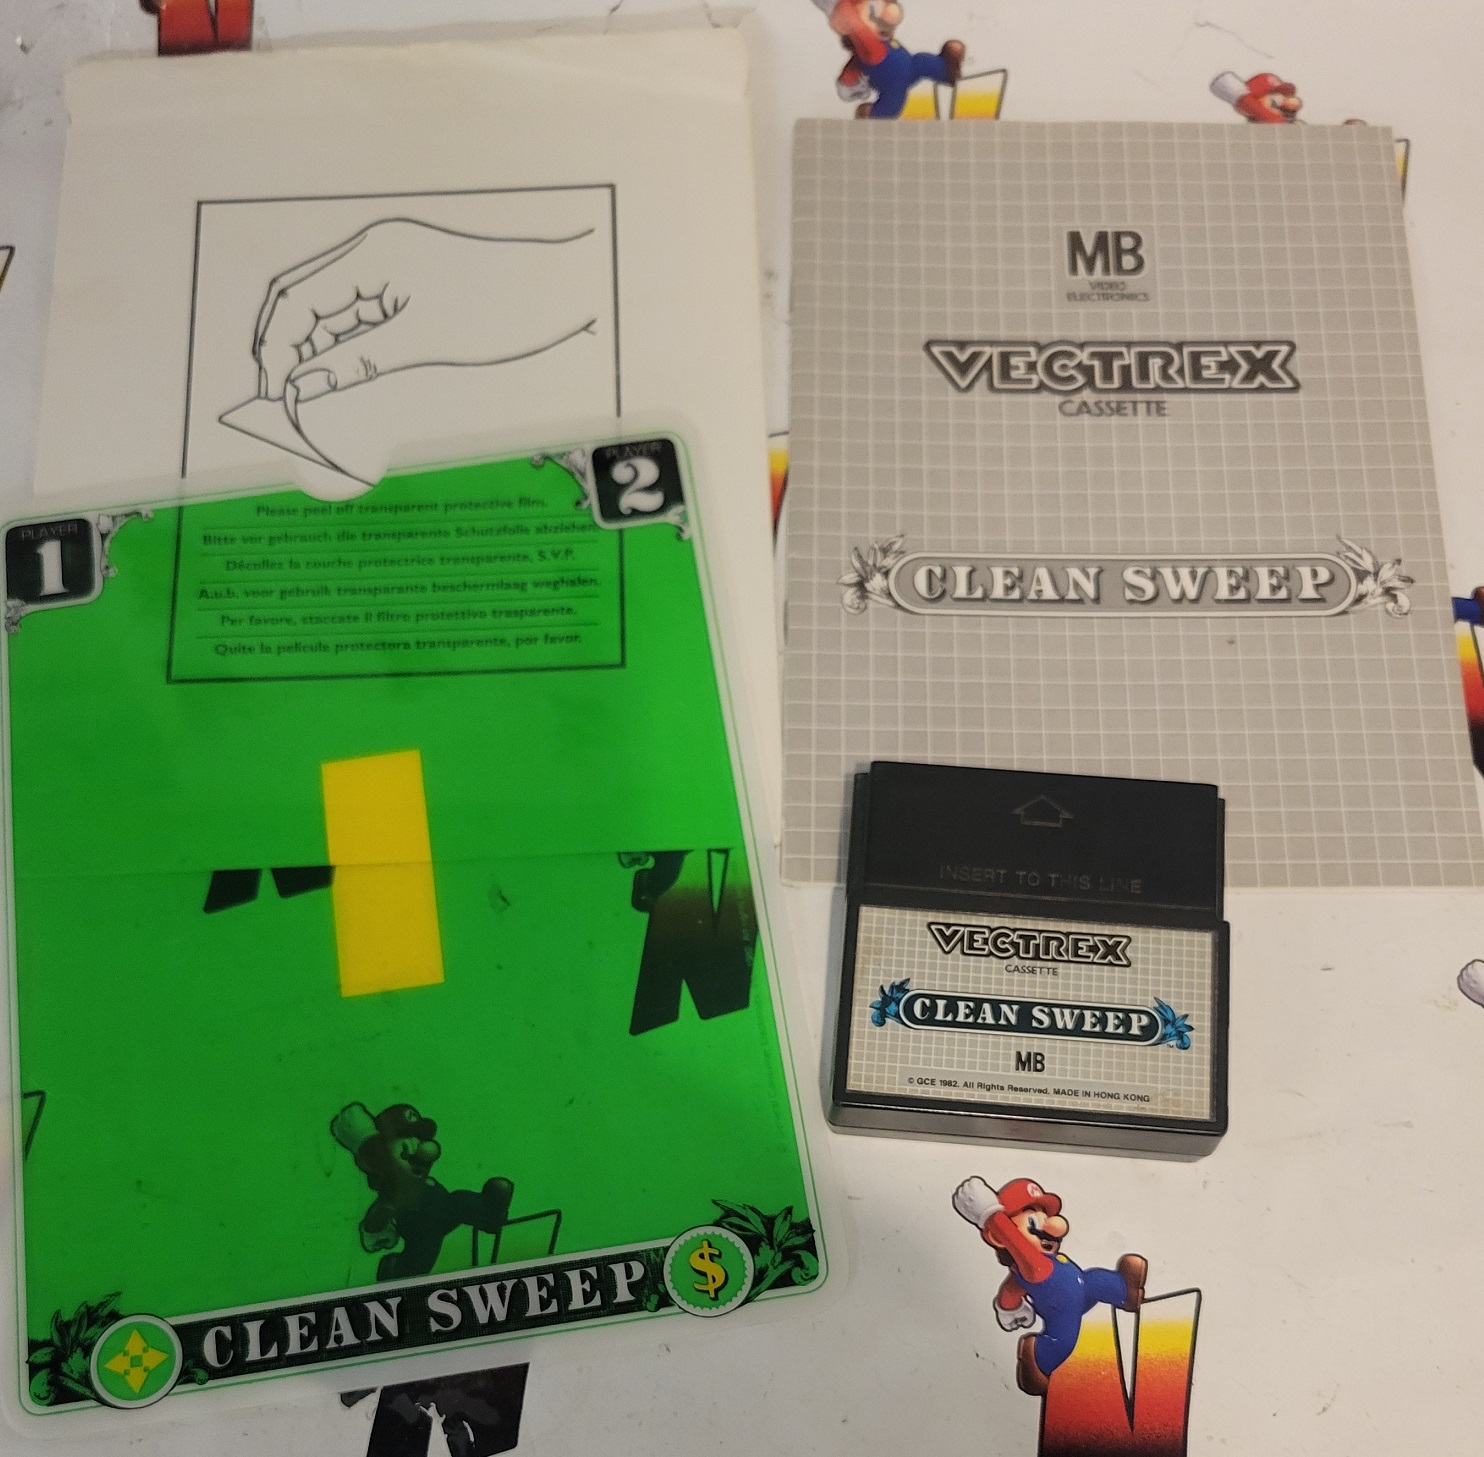 MB
VIDEO
ELECTRONICS
VECTREX
CASSETTE
CLEAN SWEEP
PLAYER
1
PLAYER
2
Please peel off transparent protective film.
Bitte vor gebrauch die transparente Schutzfolie abziehen.
Décollez la couche protectrice transparente, S.V.P.
A.u.b. voor gebruik transparante beschermlaag weghalen.
Per favore, staccate il filtro protettivo trasparente.
Quite la película protectora transparente, por favor.
CLEAN SWEEP TM
$
INSERT TO THIS LINE
VECTREX
CASSETTE
CLEAN SWEEP TM
MB
© GCE 1982. All Rights Reserved. MADE IN HONG KONG